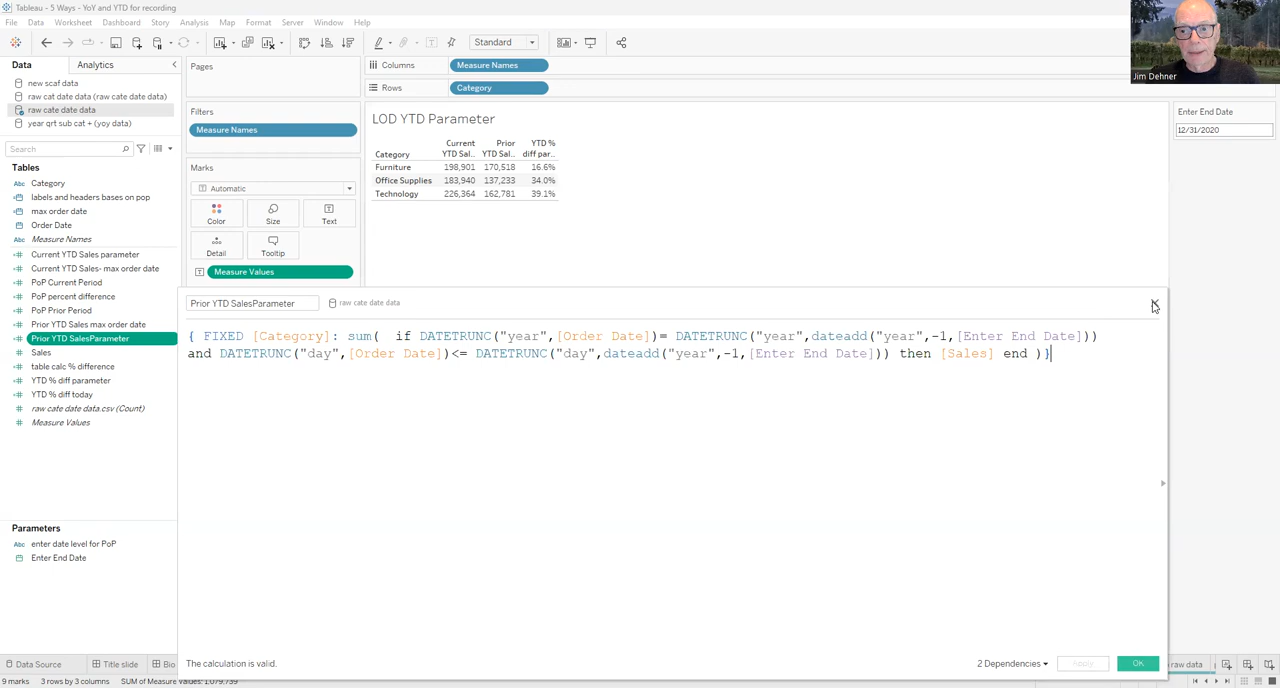 Tableau - 5 Ways - YoY and YTD for recording
File Data Worksheet Dashboard Story Analysis Map Format Server Window Help
Standard
Jim Dehner
Data Analytics
new scaf data
raw cat date data (raw cate date data)
raw cate date data
year qrt sub cat + (yoy data)
Search
Tables
Abc Category
labels and headers bases on pop
max order date
Order Date
Abc Measure Names
Current YTD Sales parameter
Current YTD Sales- max order date
PoP Current Period
PoP percent difference
PoP Prior Period
Prior YTD Sales max order date
Prior YTD SalesParameter
Sales
table calc % difference
YTD % diff parameter
YTD % diff today
raw cate date data.csv (Count)
Measure Values
Parameters
Abc enter date level for PoP
Enter End Date
Pages
Filters
Measure Names
Marks
Automatic
Color Size Text
Detail Tooltip
Measure Values
Columns Measure Names
Rows Category
LOD YTD Parameter
Current Prior YTD %
Category YTD Sal.. YTD Sal.. diff par..
Furniture 198,901 170,518 16.6%
Office Supplies 183,940 137,233 34.0%
Technology 226,364 162,781 39.1%
Enter End Date
12/31/2020
Prior YTD SalesParameter raw cate date data
{ FIXED [Category]: sum( if DATETRUNC("year",[Order Date])= DATETRUNC("year",dateadd("year",-1,[Enter End Date]))
and DATETRUNC("day",[Order Date])<= DATETRUNC("day",dateadd("year",-1,[Enter End Date])) then [Sales] end )}
The calculation is valid.
2 Dependencies Apply OK
Data Source Title slide Bio raw data
9 marks 3 rows by 3 columns SUM of Measure Values: 1,079,739